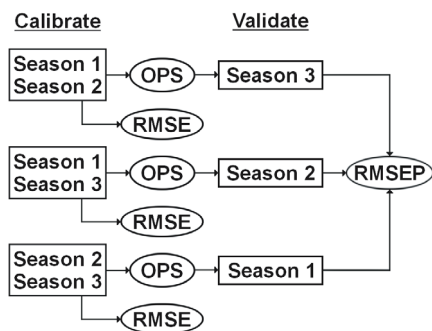 Calibrate Validate
Season 1
Season 2
OPS
Season 3
RMSE
Season 1
Season 3
OPS
Season 2
RMSEP
RMSE
Season 2
Season 3
OPS
Season 1
RMSE